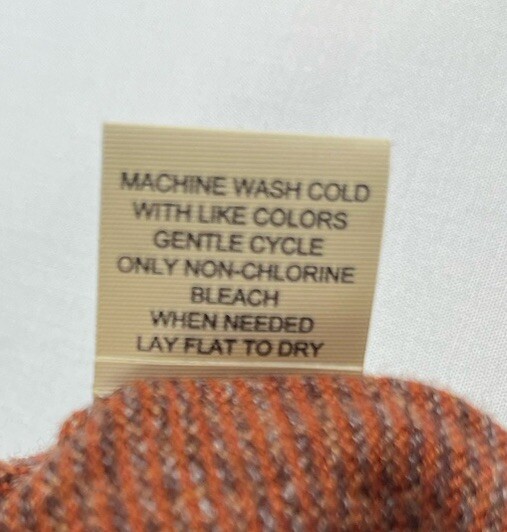 MACHINE WASH COLD
WITH LIKE COLORS
GENTLE CYCLE
ONLY NON-CHLORINE
BLEACH
WHEN NEEDED
LAY FLAT TO DRY